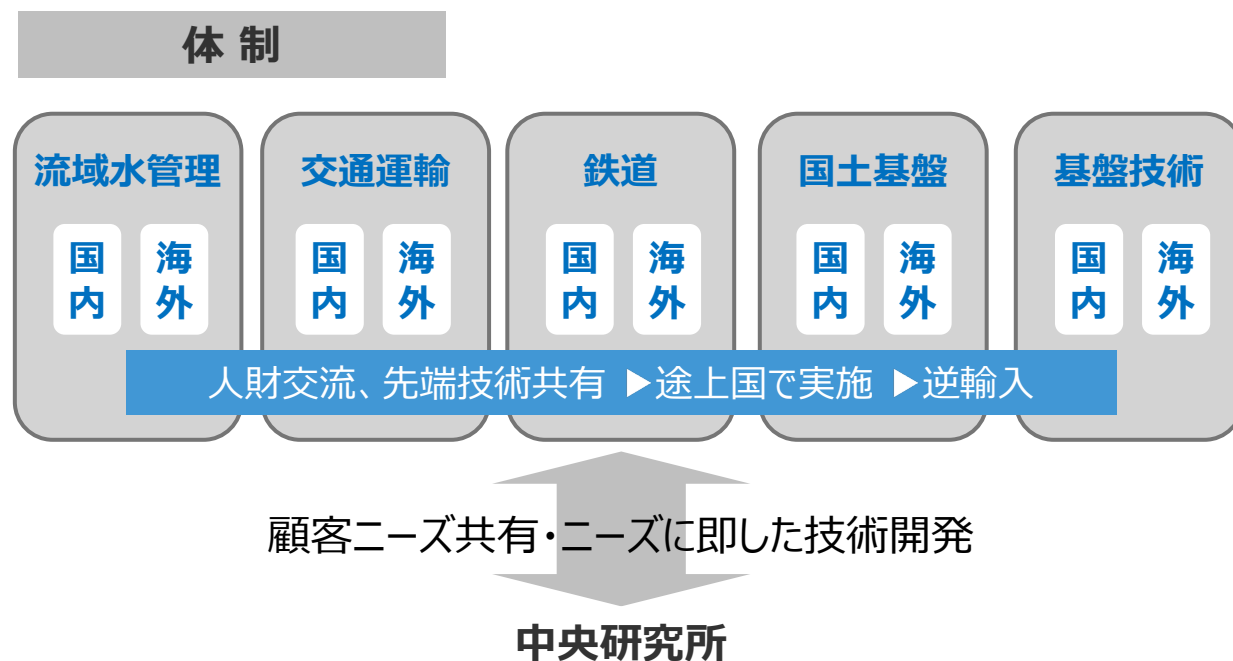 体 制
流域水管理
国内
海外
交通運輸
国内
海外
鉄道
国内
海外
国土基盤
国内
海外
基盤技術
国内
海外
人財交流、先端技術共有 ▶途上国で実施 ▶逆輸入
顧客ニーズ共有・ニーズに即した技術開発
中央研究所